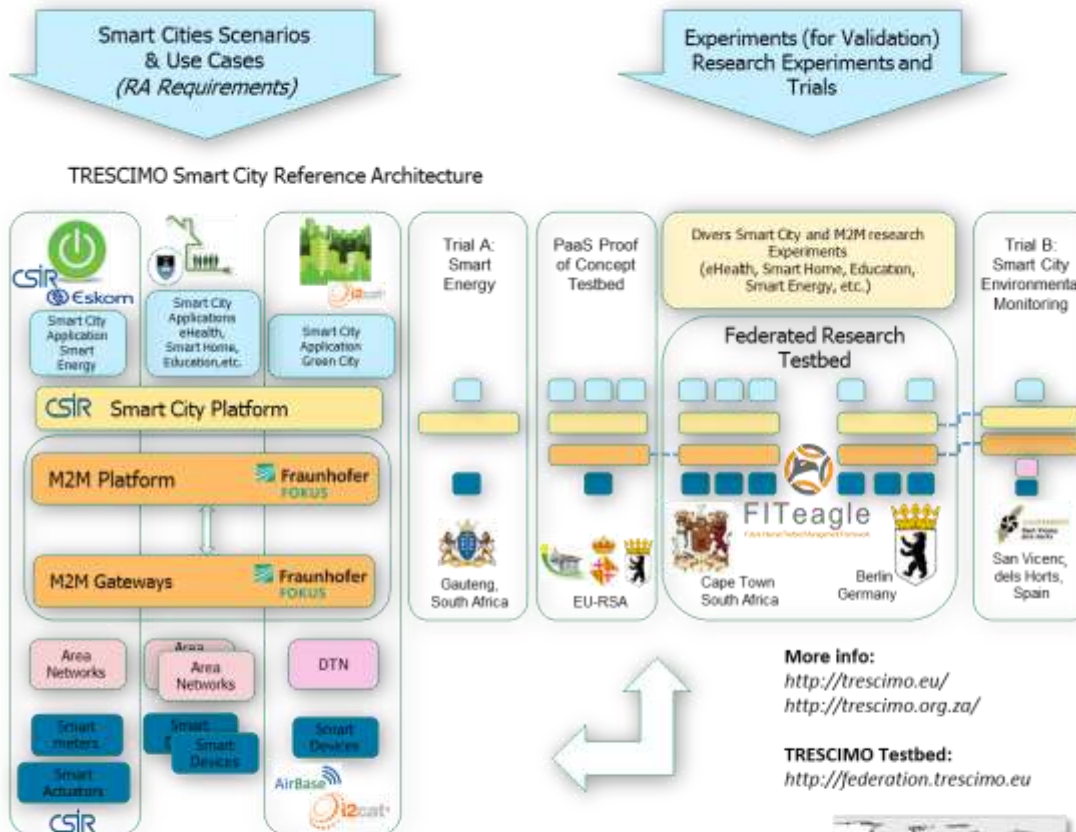 Smart Cities Scenarios
& Use Cases
(RA Requirements)
Experiments (for Validation)
Research Experiments and
Trials
TRESCIMO Smart City Reference Architecture
CSIR
Eskom
Smart City
Application
Smart
Energy
Smart City
Applications
eHealth,
Smart Home,
Education,etc.
i2cat
Smart City
Application
Green City
CSIR Smart City Platform
M2M Platform
Fraunhofer
FOKUS
M2M Gateways
Fraunhofer
FOKUS
Area
Networks
Area
Area
Networks
DTN
Smart
meters
Smart
Actuators
CSIR
Smart
Smart
Devices
Smart
Devices
AirBase
i2cat
Trial A:
Smart
Energy
Gauteng,
South Africa
PaaS Proof
of Concept
Testbed
EU-RSA
Divers Smart City and M2M research
Experiments
(eHealth, Smart Home, Education,
Smart Energy, etc.)
Federated Research
Testbed
FITeagle
Cape Town
South Africa
Berlin
Germany
Trial B:
Smart City
Environmenta
Monitoring
San Vicenc,
dels Horts,
Spain
More info:
http://trescimo.eu/
http://trescimo.org.za/
TRESCIMO Testbed:
http://federation.trescimo.eu